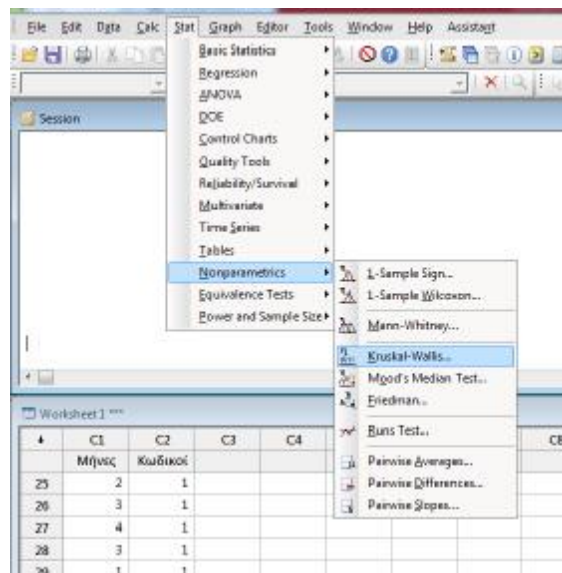 File Edit Data Calc Stat Graph Editor Tools Window Help Assistant
Basic Statistics
Regression
ANOVA
DOE
Control Charts
Quality Tools
Reliability/Survival
Multivariate
Time Series
Tables
Nonparametrics
Equivalence Tests
Power and Sample Size
Session
1-Sample Sign...
1-Sample Wilcoxon...
Mann-Whitney...
Kruskal-Wallis...
Mood's Median Test...
Friedman...
Runs Test...
Pairwise Averages...
Pairwise Differences...
Pairwise Slopes...
Worksheet 1 ***
C1 C2 C3 C4 C8
Μήνες Κωδικοί
25 2 1
26 3 1
27 4 1
28 3 1
29 1 1